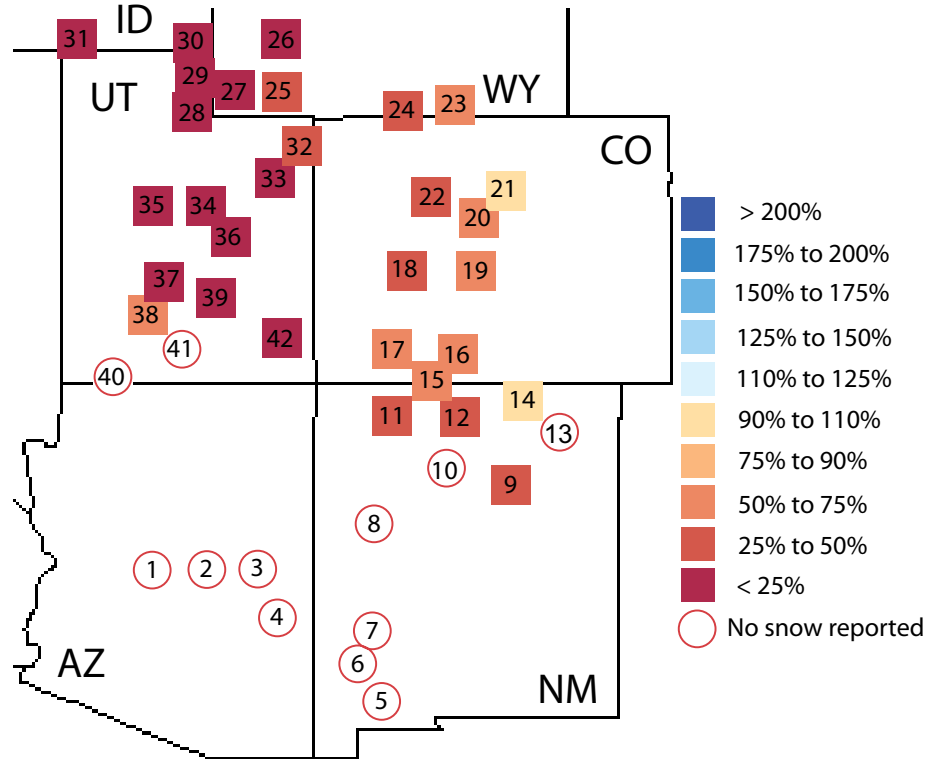 ID
31
30
26
29
27
25
UT
28
24
23
WY
32
CO
33
35
34
36
22
21
20
18
19
37
39
38
42
41
40
17
16
15
14
11
12
13
10
9
8
1
2
3
4
7
6
5
AZ
NM
> 200%
175% to 200%
150% to 175%
125% to 150%
110% to 125%
90% to 110%
75% to 90%
50% to 75%
25% to 50%
< 25%
No snow reported